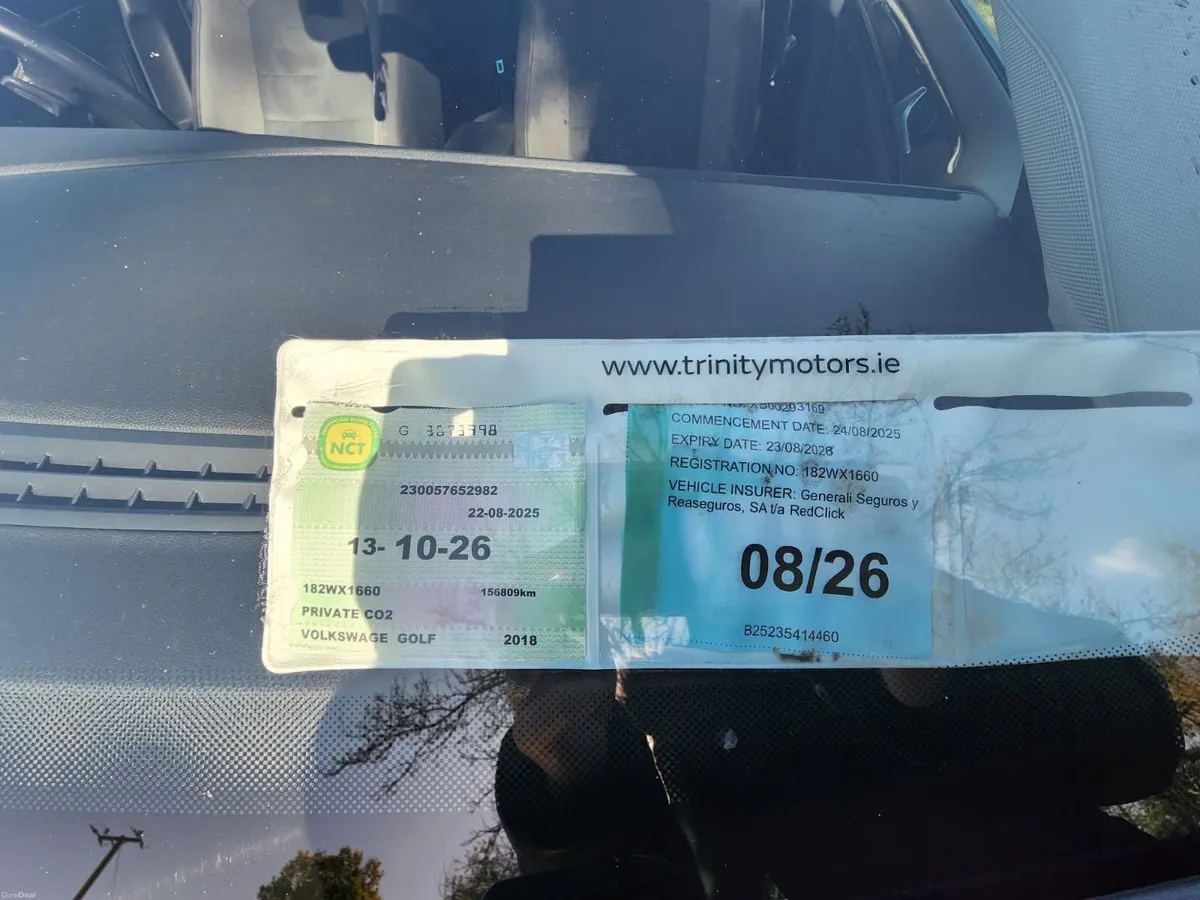 www.trinitymotors.ie
NCT
G
230057652982
22-08-2025
13- 10-26
182WX1660 156809km
PRIVATE CO2
VOLKSWAGE GOLF 2018
COMMENCEMENT DATE: 24/08/2025
EXPIRY DATE: 23/08/2026
REGISTRATION NO: 182WX1660
VEHICLE INSURER: Generali Seguros y
Reaseguros, SA t/a RedClick
08/26
B25235414460
DoneDeal